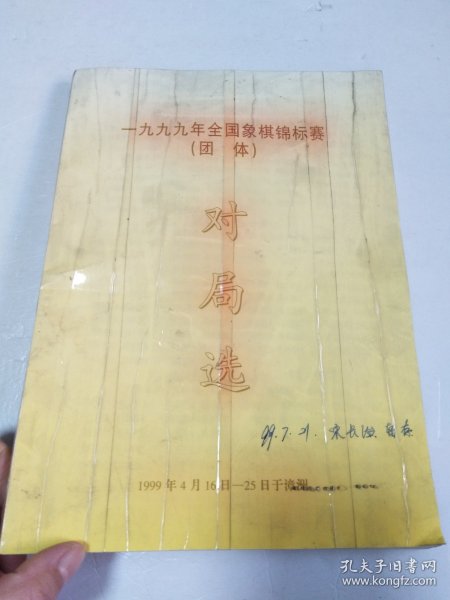 一九九九年全国象棋锦标赛
(团 体)
对
局
选
99.7.21.
1999年4月16日—25日于漳
孔夫子旧书网
www.kongfz.com